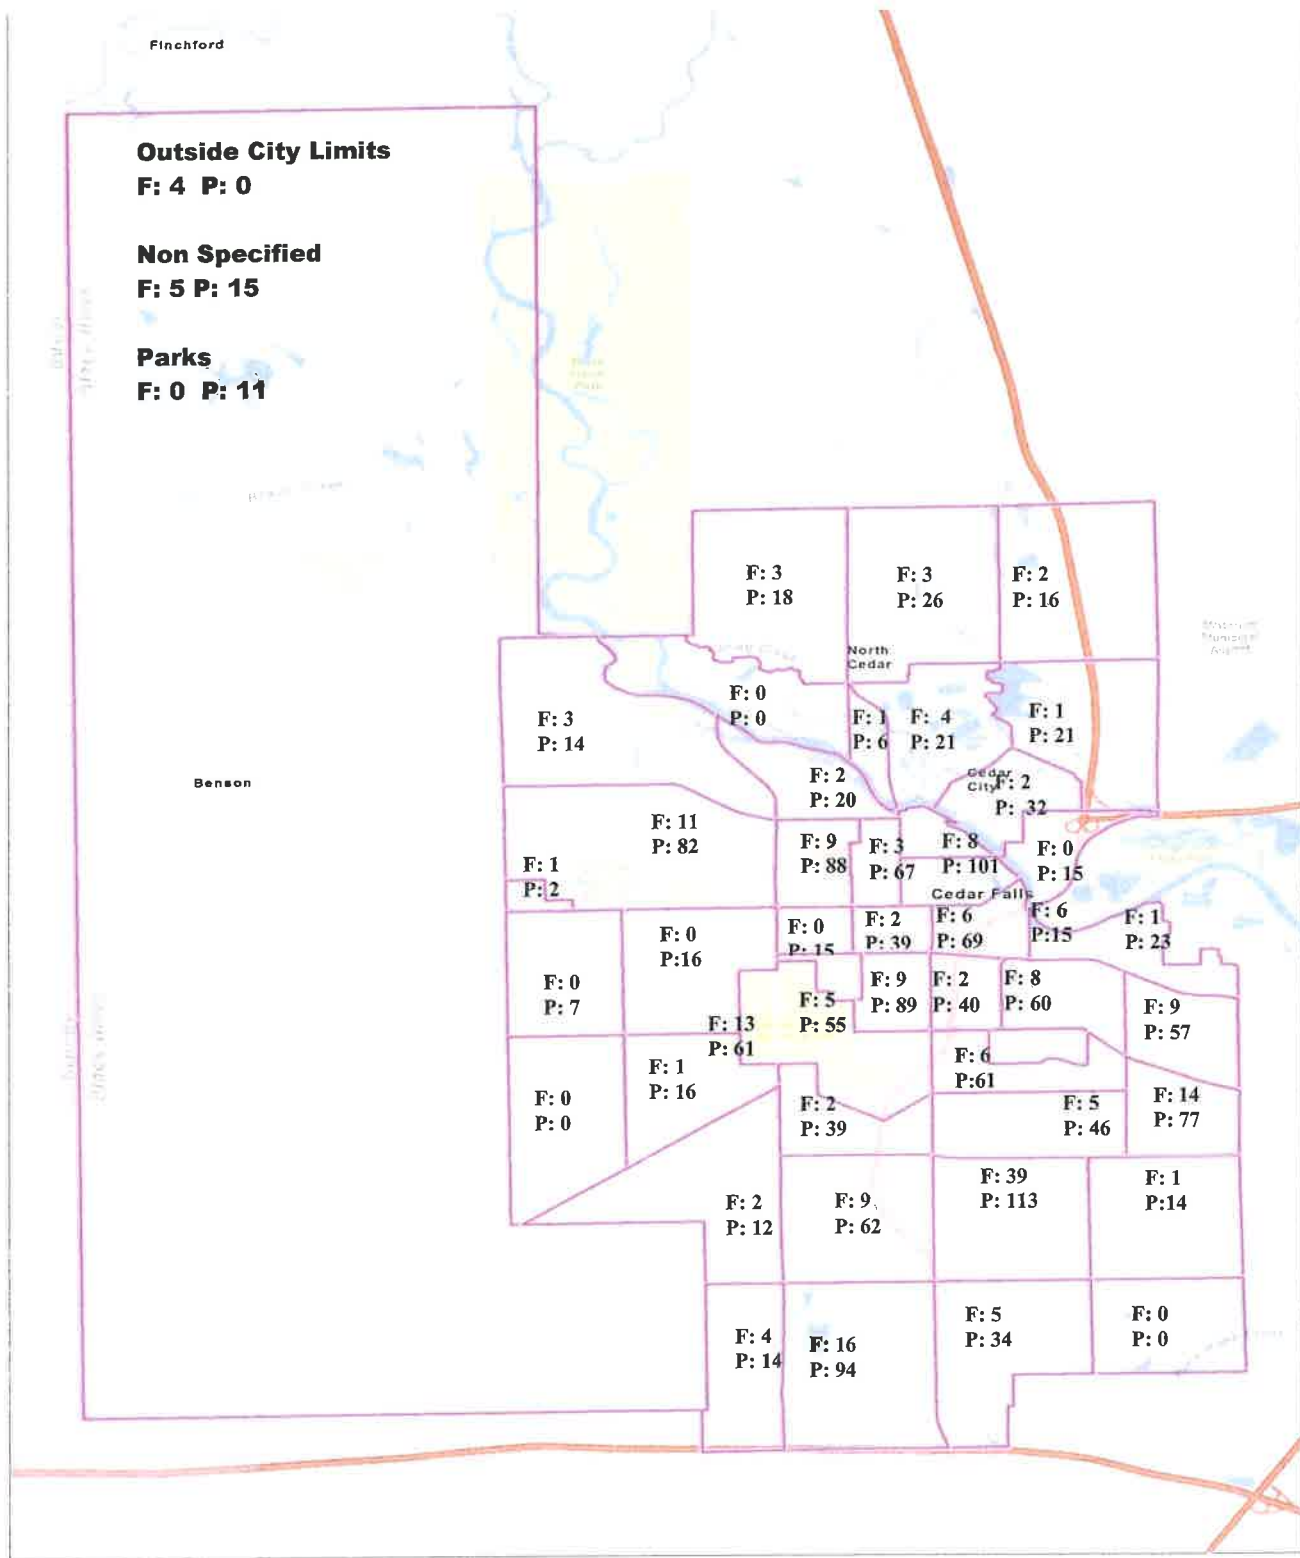 Finchford
Outside City Limits
F: 4 P: 0
Non Specified
F: 5 P: 15
Parks
F: 0 P: 11
F: 3
P: 18
F: 3
P: 26
F: 2
P: 16
North
Cedar
F: 0
P: 0
F: 3
P: 14
F: 1
P: 6
F: 4
P: 21
F: 1
P: 21
Benson
F: 2
P: 20
Cedar
City
F: 2
P: 32
F: 11
P: 82
F: 9
P: 88
F: 3
P: 67
F: 8
P: 101
F: 0
P: 15
F: 1
P: 2
Cedar Falls
F: 0
P:16
F: 0
P: 15
F: 2
P: 39
F: 6
P: 69
F: 6
P:15
F: 1
P: 23
F: 0
P: 7
F: 5
P: 55
F: 9
P: 89
F: 2
P: 40
F: 8
P: 60
F: 9
P: 57
F: 13
P: 61
F: 1
P: 16
F: 6
P:61
F: 0
P: 0
F: 2
P: 39
F: 5
P: 46
F: 14
P: 77
F: 2
P: 12
F: 9
P: 62
F: 39
P: 113
F: 1
P:14
F: 4
P: 14
F: 16
P: 94
F: 5
P: 34
F: 0
P: 0